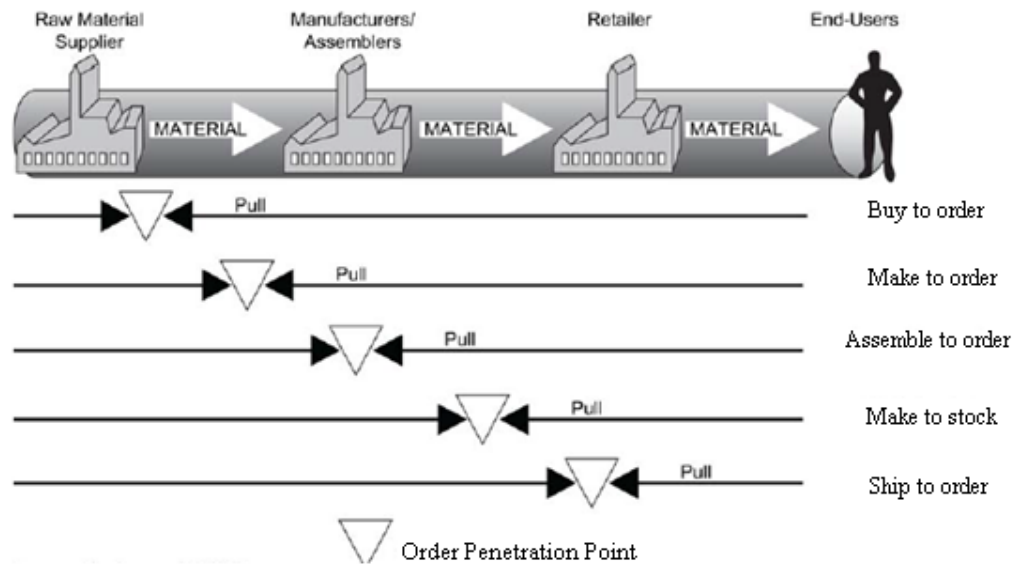 Raw Material
Supplier
Manufacturers/
Assemblers
Retailer
End-Users
MATERIAL
MATERIAL
MATERIAL
Pull
Buy to order
Pull
Make to order
Pull
Assemble to order
Pull
Make to stock
Pull
Ship to order
Order Penetration Point